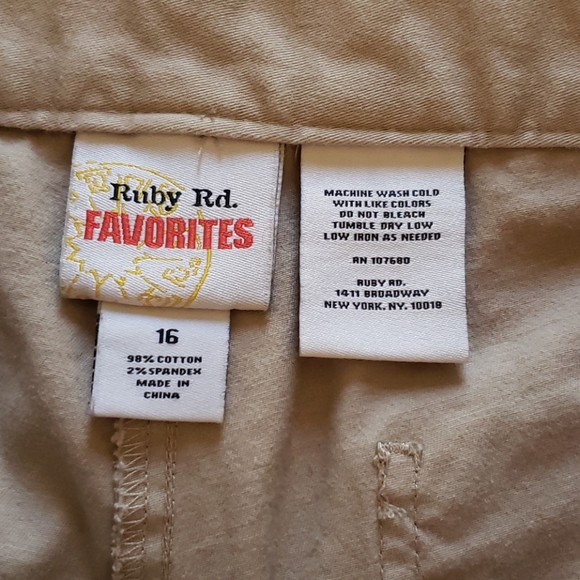 Ruby Rd.
FAVORITES
16
98% COTTON
2% SPANDEX
MADE IN
CHINA
MACHINE WASH COLD
WITH LIKE COLORS
DO NOT BLEACH
TUMBLE DRY LOW
LOW IRON AS NEEDED
RN 107680
RUBY RD.
1411 BROADWAY
NEW YORK, NY. 10018